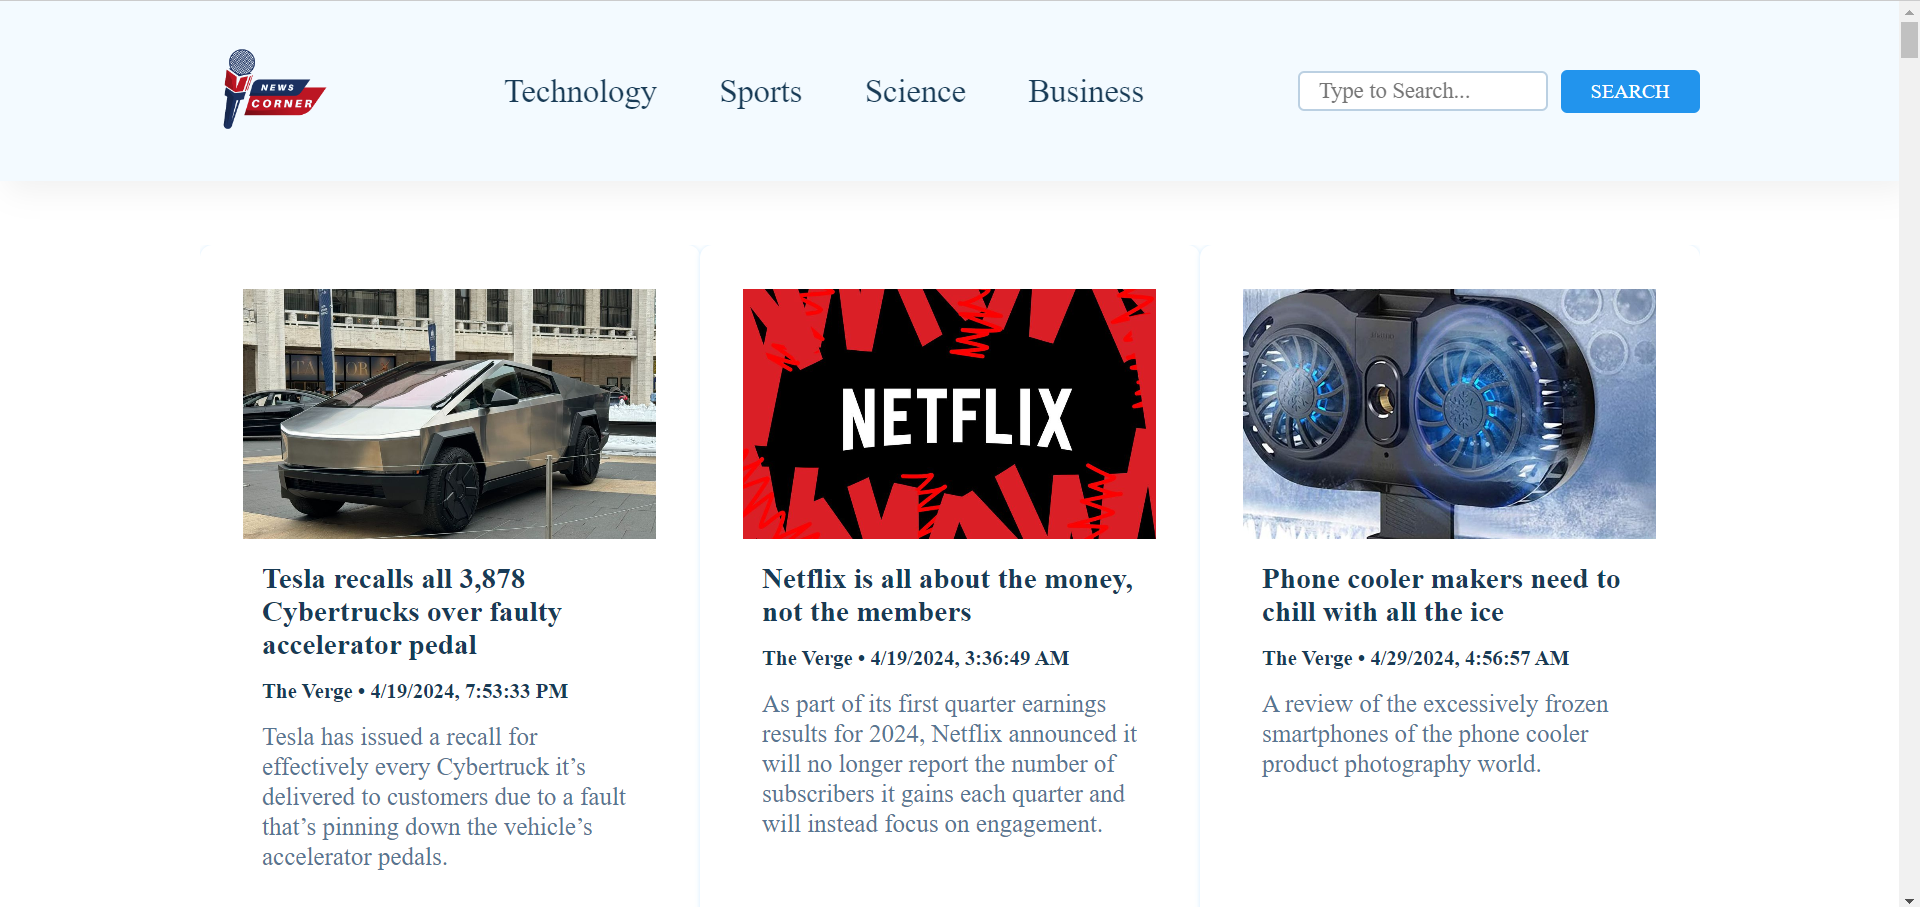 NEWS
CORNER
Technology
Sports
Science
Business
Type to Search...
SEARCH
NETFLIX
Tesla recalls all 3,878
Cybertrucks over faulty
accelerator pedal
The Verge • 4/19/2024, 7:53:33 PM
Tesla has issued a recall for
effectively every Cybertruck it’s
delivered to customers due to a fault
that’s pinning down the vehicle’s
accelerator pedals.
Netflix is all about the money,
not the members
The Verge • 4/19/2024, 3:36:49 AM
As part of its first quarter earnings
results for 2024, Netflix announced it
will no longer report the number of
subscribers it gains each quarter and
will instead focus on engagement.
Phone cooler makers need to
chill with all the ice
The Verge • 4/29/2024, 4:56:57 AM
A review of the excessively frozen
smartphones of the phone cooler
product photography world.